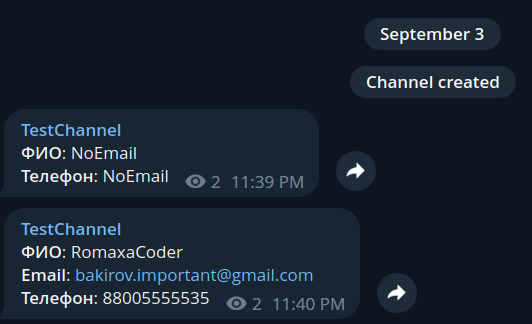 September 3
Channel created
TestChannel
ФИО: NoEmail
Телефон: NoEmail 2 11:39 PM
TestChannel
ФИО: RomaxaCoder
Email: bakirov.important@gmail.com
Телефон: 88005555535 2 11:40 PM